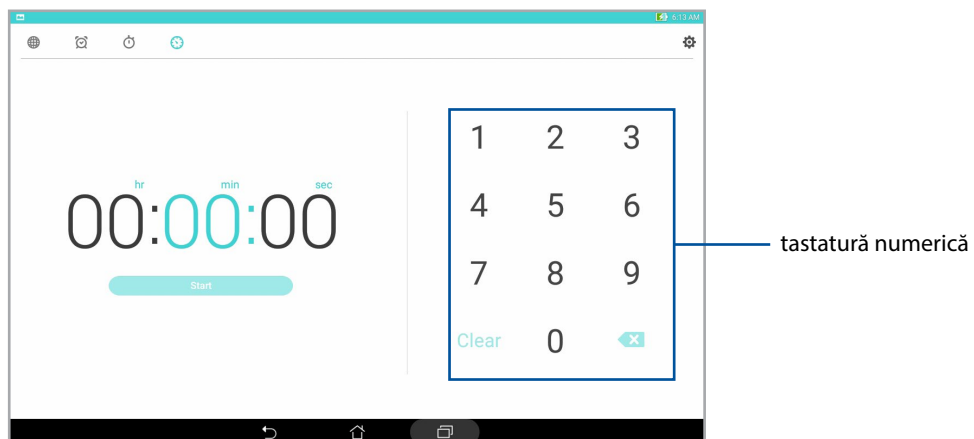 6:13 AM
hr min sec
00:00:00
Start
1 2 3
4 5 6
7 8 9
Clear 0
tastatură numerică